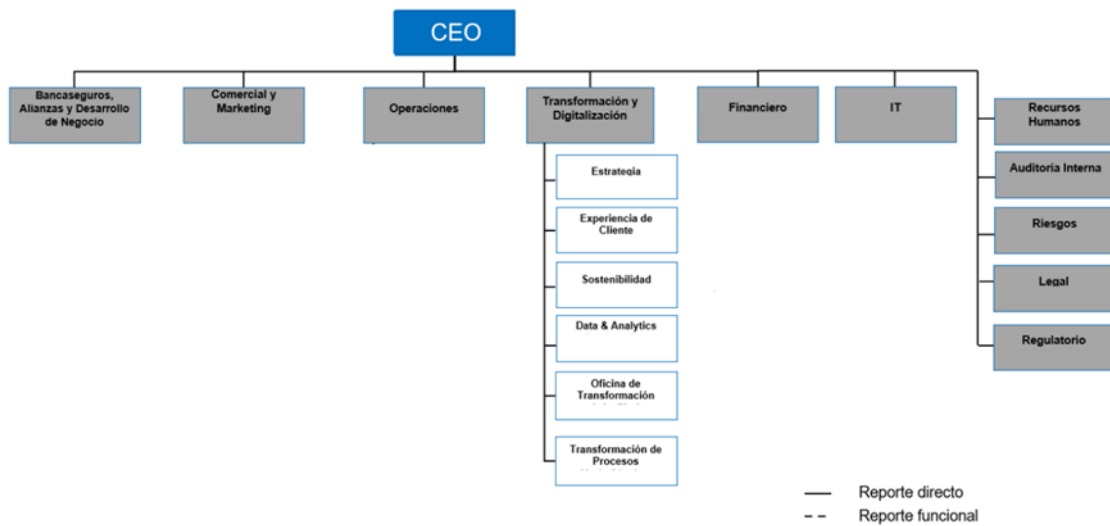 CEO
Bancaseguros,
Alianzas y Desarrollo
de Negocio
Comercial y
Marketing
Operaciones
Transformación y
Digitalización
Financiero
IT
Recursos
Humanos
Auditoría Interna
Riesgos
Legal
Regulatorio
Estrategia
Experiencia de
Cliente
Sostenibilidad
Data & Analytics
Oficina de
Transformación
Transformación de
Procesos
Reporte directo
Reporte funcional